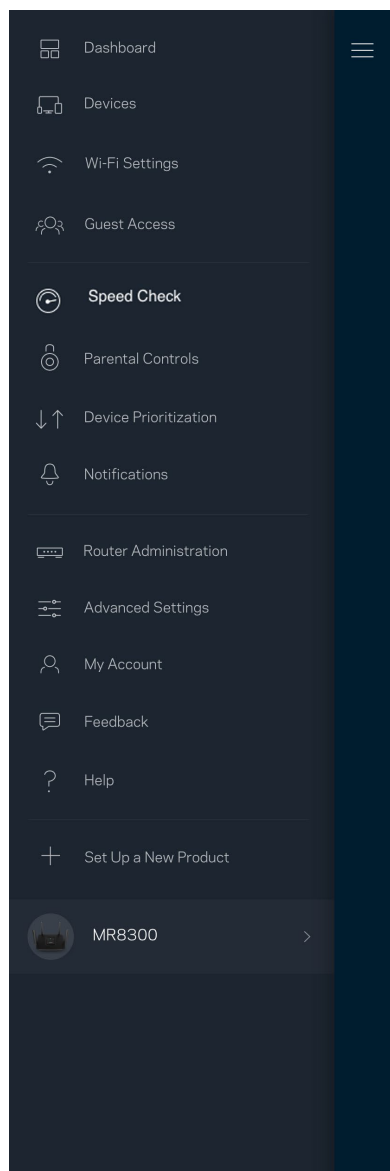 Dashboard
Devices
Wi-Fi Settings
Guest Access
Speed Check
Parental Controls
Device Prioritization
Notifications
Router Administration
Advanced Settings
My Account
Feedback
Help
Set Up a New Product
MR8300